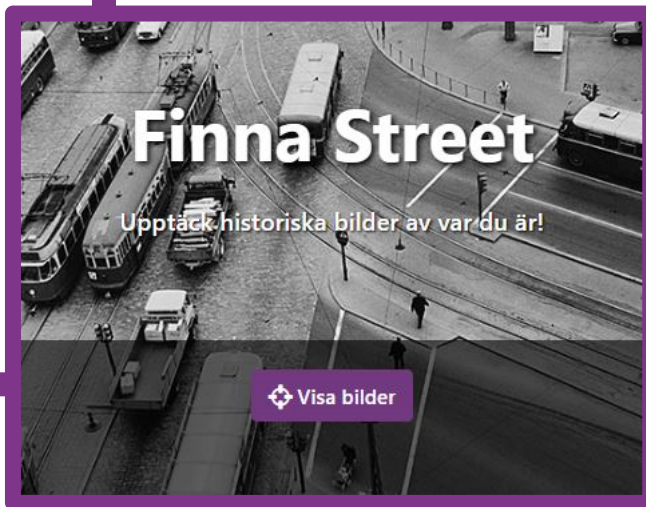 Finna Street
Upptäck historiska bilder av var du är!
Visa bilder